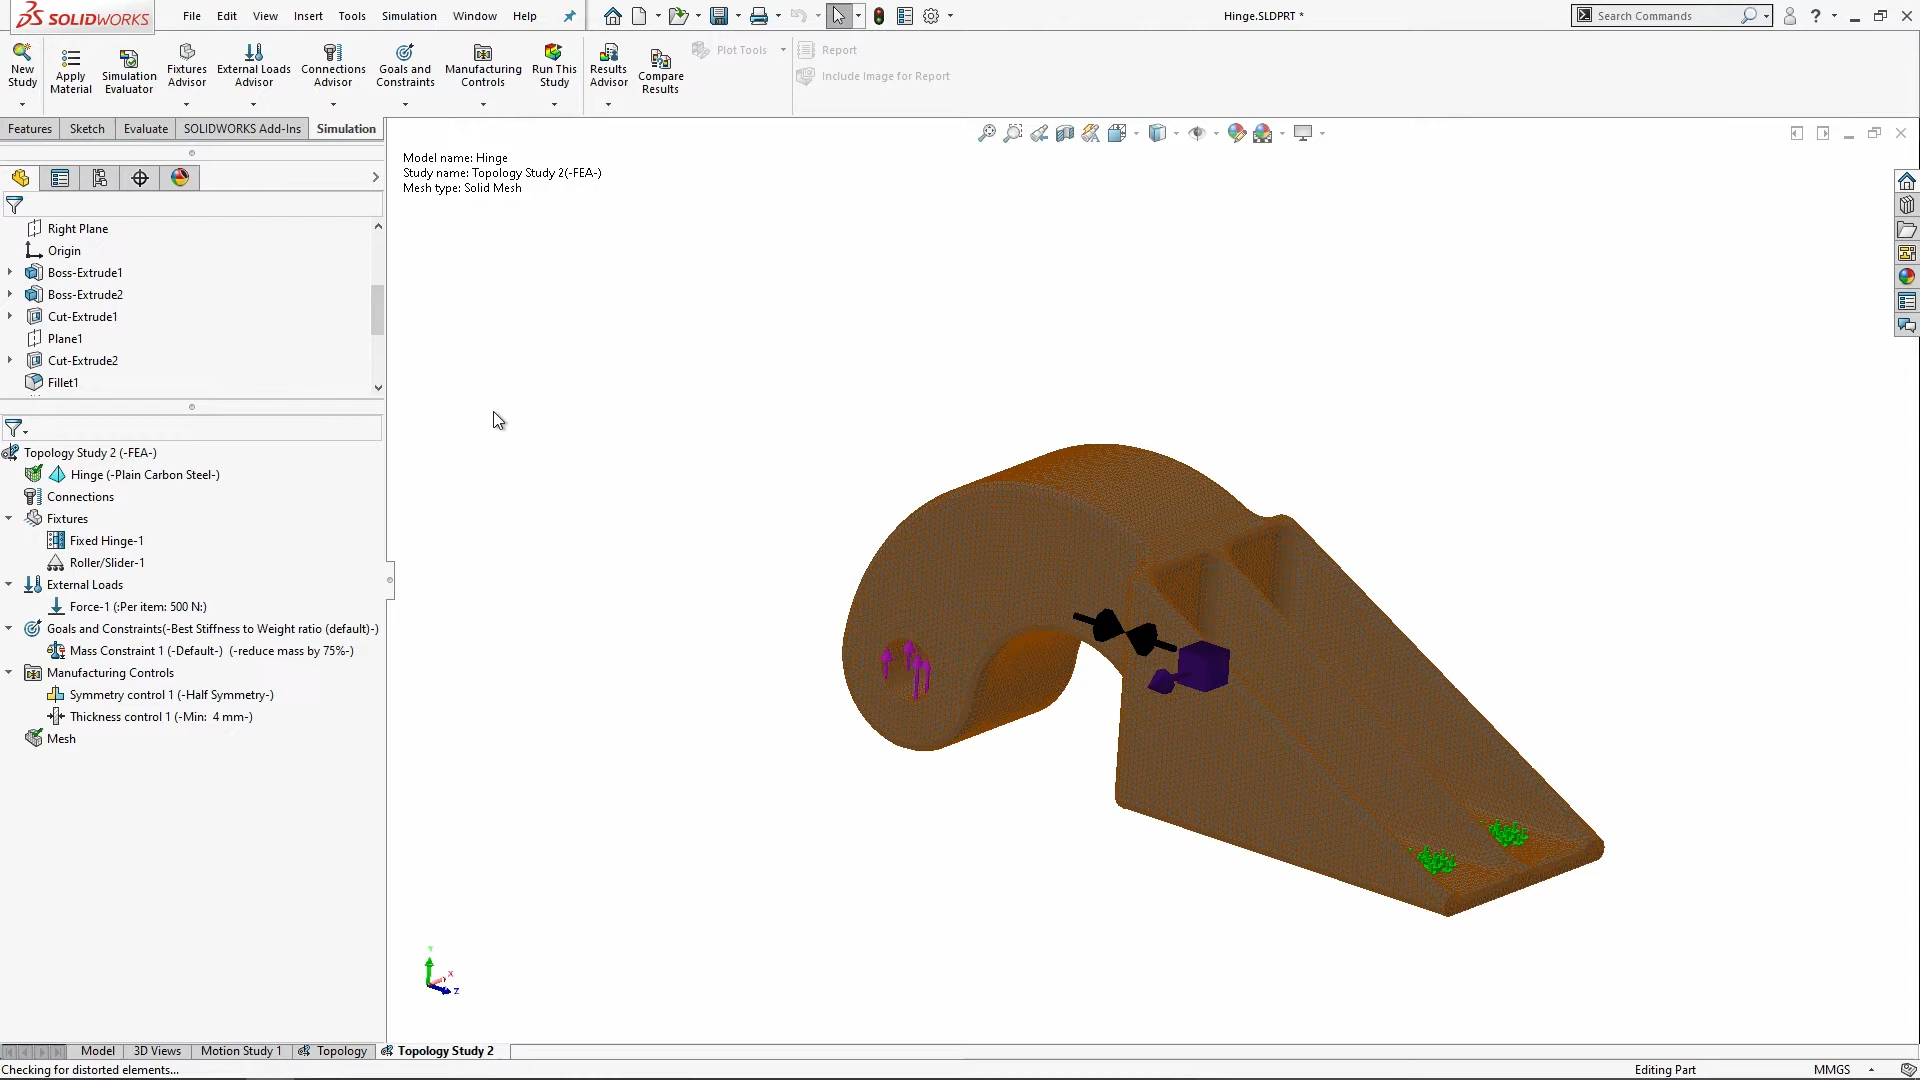 SOLIDWORKS
File Edit View Insert Tools Simulation Window Help
Hinge.SLDPRT *
Search Commands
New Study
Apply Material
Simulation Evaluator
Fixtures Advisor
External Loads Advisor
Connections Advisor
Goals and Constraints
Manufacturing Controls
Run This Study
Results Advisor
Compare Results
Plot Tools
Report
Include Image for Report
Features Sketch Evaluate SOLIDWORKS Add-Ins Simulation
Model name: Hinge
Study name: Topology Study 2(-FEA-)
Mesh type: Solid Mesh
Right Plane
Origin
Boss-Extrude1
Boss-Extrude2
Cut-Extrude1
Plane1
Cut-Extrude2
Fillet1
Topology Study 2 (-FEA-)
Hinge (-Plain Carbon Steel-)
Connections
Fixtures
Fixed Hinge-1
Roller/Slider-1
External Loads
Force-1 (:Per item: 500 N:)
Goals and Constraints(-Best Stiffness to Weight ratio (default)-)
Mass Constraint 1 (-Default-) (-reduce mass by 75%-)
Manufacturing Controls
Symmetry control 1 (-Half Symmetry-)
Thickness control 1 (-Min: 4 mm-)
Mesh
Y
X
Z
Model 3D Views Motion Study 1 Topology Topology Study 2
Checking for distorted elements...
Editing Part
MMGS